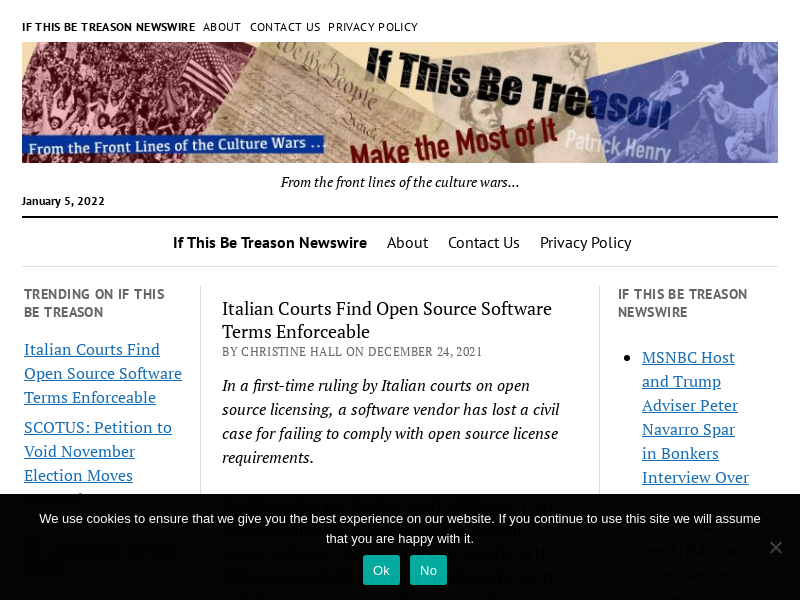 IF THIS BE TREASON NEWSWIRE ABOUT CONTACT US PRIVACY POLICY
We the People
Article
If This Be Treason
From the Front Lines of the Culture Wars ...
Make the Most of It
Patrick Henry
From the front lines of the culture wars...
January 5, 2022
If This Be Treason Newswire About Contact Us Privacy Policy
TRENDING ON IF THIS
BE TREASON
Italian Courts Find
Open Source Software
Terms Enforceable
SCOTUS: Petition to
Void November
Election Moves
Italian Courts Find Open Source Software
Terms Enforceable
BY CHRISTINE HALL ON DECEMBER 24, 2021
In a first-time ruling by Italian courts on open
source licensing, a software vendor has lost a civil
case for failing to comply with open source license
requirements.
IF THIS BE TREASON
NEWSWIRE
MSNBC Host
and Trump
Adviser Peter
Navarro Spar
in Bonkers
Interview Over
We use cookies to ensure that we give you the best experience on our website. If you continue to use this site we will assume
that you are happy with it.
Ok No